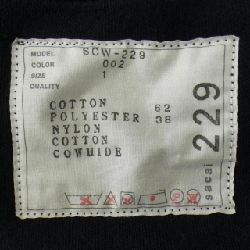 MODEL SCW-229
COLOR 002
SIZE 1
QUALITY
COTTON 62
POLYESTER 38
NYLON
COTTON
COWHIDE
sacai 229